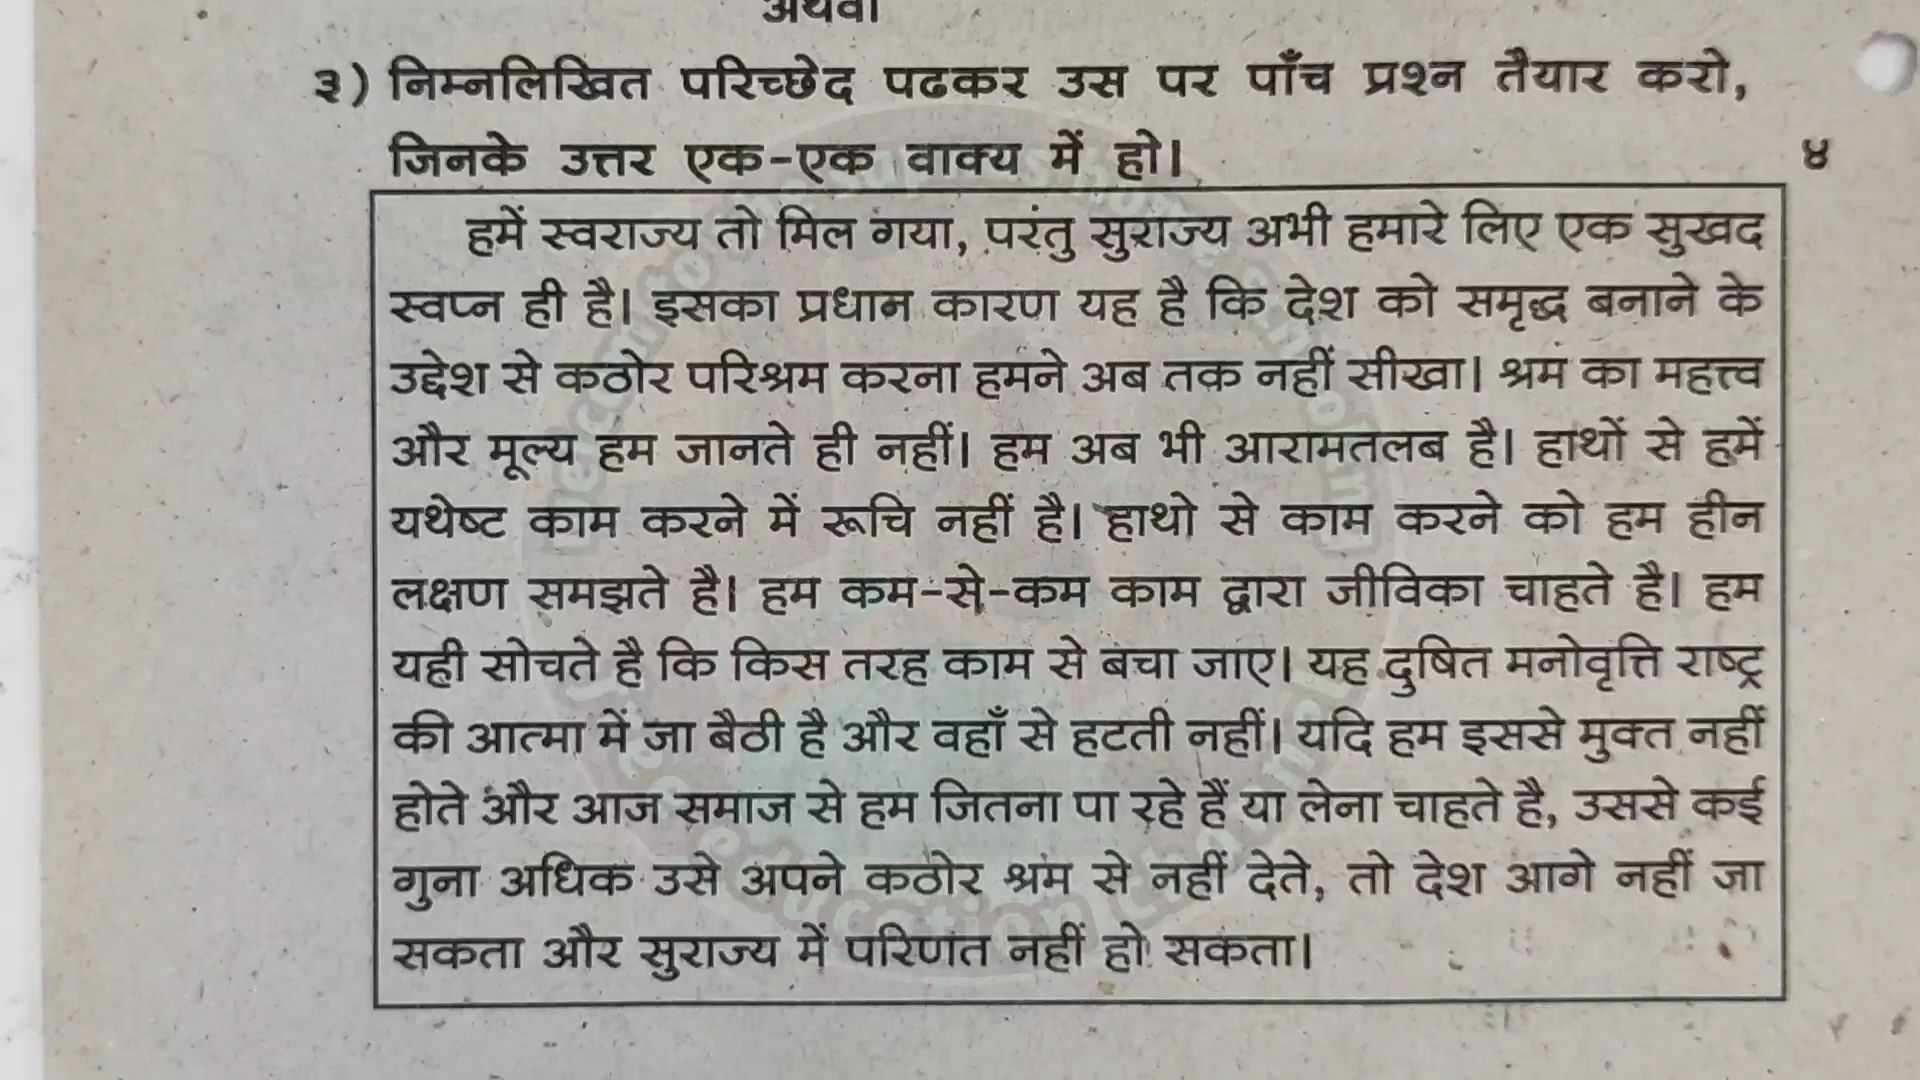 अथवा
३) निम्नलिखित परिच्छेद पढकर उस पर पाँच प्रश्न तैयार करो,
जिनके उत्तर एक-एक वाक्य में हो। ४
हमें स्वराज्य तो मिल गया, परंतु सुराज्य अभी हमारे लिए एक सुखद
स्वप्न ही है। इसका प्रधान कारण यह है कि देश को समृद्ध बनाने के
उद्देश से कठोर परिश्रम करना हमने अब तक नहीं सीखा। श्रम का महत्त्व
और मूल्य हम जानते ही नहीं। हम अब भी आरामतलब है। हाथों से हमें
यथेष्ट काम करने में रूचि नहीं है। हाथो से काम करने को हम हीन
लक्षण समझते है। हम कम-से-कम काम द्वारा जीविका चाहते है। हम
यही सोचते है कि किस तरह काम से बचा जाए। यह दुषित मनोवृत्ति राष्ट्र
की आत्मा में जा बैठी है और वहाँ से हटती नहीं। यदि हम इससे मुक्त नहीं
होते और आज समाज से हम जितना पा रहे हैं या लेना चाहते है, उससे कई
गुना अधिक उसे अपने कठोर श्रम से नहीं देते, तो देश आगे नहीं जा
सकता और सुराज्य में परिणत नहीं हो सकता।